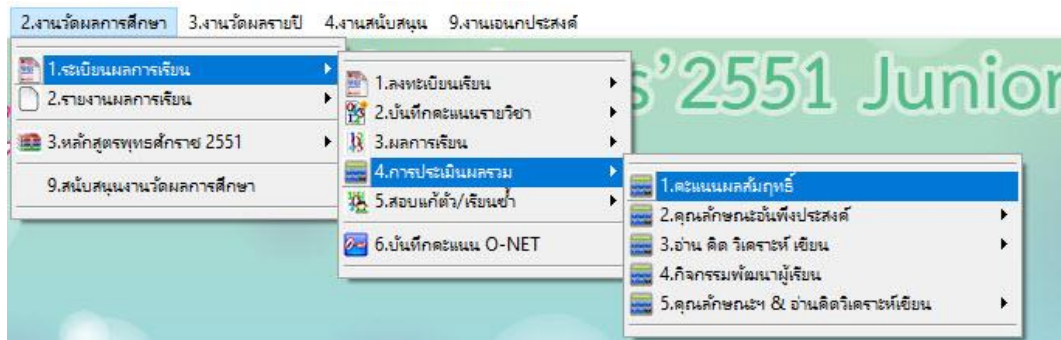 2.งานวัดผลการศึกษา 3.งานวัดผลรายปี 4.งานสนับสนุน 9.งานเอนกประสงค์
s'2551 Junior
1.ระเบียนผลการเรียน
2.รายงานผลการเรียน
3.หลักสูตรพุทธศักราช 2551
9.สนับสนุนงานวัดผลการศึกษา
1.ลงทะเบียนเรียน
2.บันทึกคะแนนรายวิชา
3.ผลการเรียน
4.การประเมินผลรวม
5.สอบแก้ตัว/เรียนซ้ำ
6.บันทึกคะแนน O-NET
1.คะแนนผลสัมฤทธิ์
2.คุณลักษณะอันพึงประสงค์
3.อ่าน คิด วิเคราะห์ เขียน
4.กิจกรรมพัฒนาผู้เรียน
5.คุณลักษณะฯ & อ่านคิดวิเคราะห์เขียน